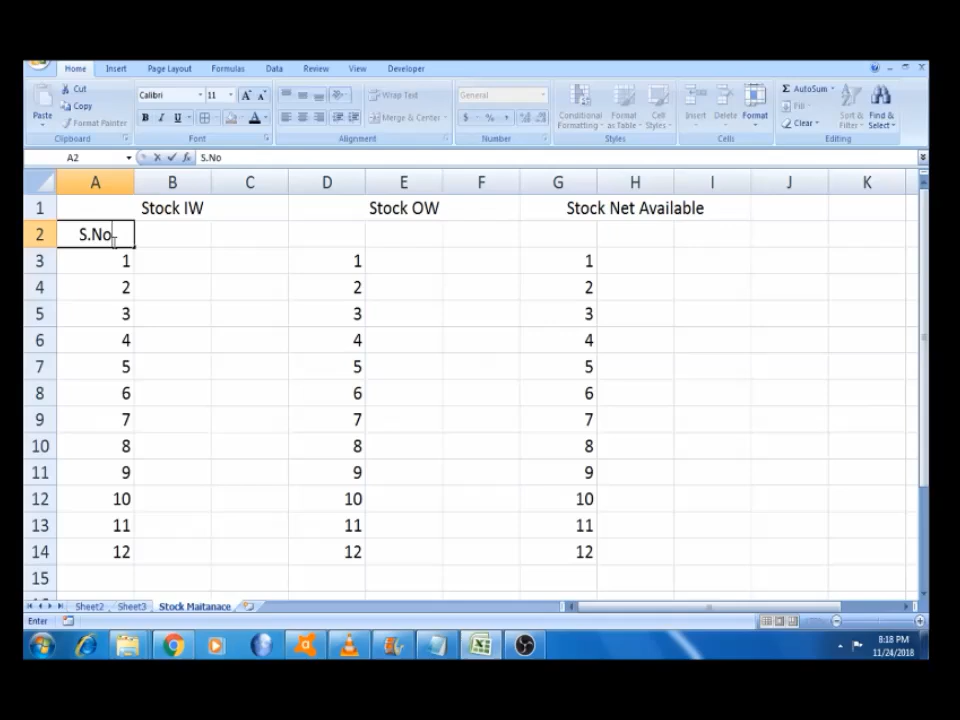 Home Insert Page Layout Formulas Data Review View Developer
Cut
Copy
Format Painter
Paste
Clipboard
Calibri 11 A A
B I U A
Font
Wrap Text
Merge & Center
Alignment
General
$ % ,
Number
Conditional Formatting
Format as Table
Cell Styles
Styles
Insert Delete Format
Cells
Σ AutoSum
Fill
Clear
Sort & Filter
Find & Select
Editing
A2 fx S.No
A B C D E F G H I J K
1 Stock IW Stock OW Stock Net Available
2 S.No
3 1 1 1
4 2 2 2
5 3 3 3
6 4 4 4
7 5 5 5
8 6 6 6
9 7 7 7
10 8 8 8
11 9 9 9
12 10 10 10
13 11 11 11
14 12 12 12
15
Sheet2 Sheet3 Stock Maitanace
Enter
8:18 PM
11/24/2018